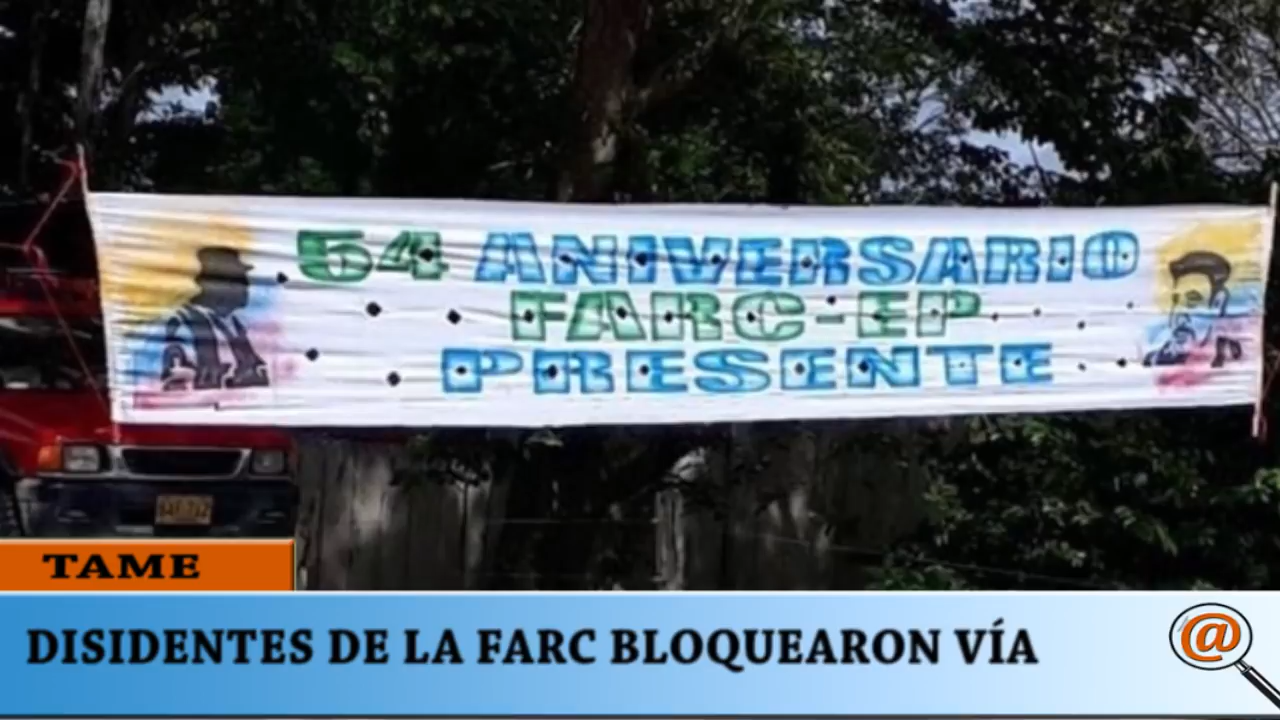 54 ANIVERSARIO
FARC-EP
PRESENTE
TAME
DISIDENTES DE LA FARC BLOQUEARON VÍA
@